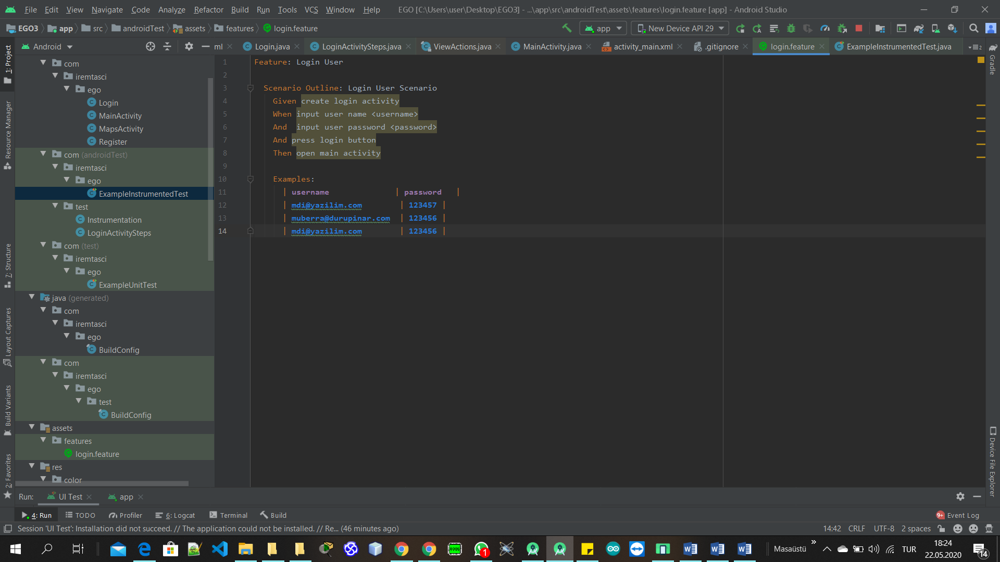 File Edit View Navigate Code Analyze Refactor Build Run Tools VCS Window Help EGO [C:\Users\user\Desktop\EGO3] - ...\app\src\androidTest\assets\features\login.feature [app] - Android Studio
EGO3 app src androidTest assets features login.feature app New Device API 29
Android ml Login.java LoginActivitySteps.java ViewActions.java MainActivity.java activity_main.xml .gitignore login.feature ExampleInstrumentedTest.java 2
1: Project
Resource Manager
7: Structure
Layout Captures
Build Variants
2: Favorites
com
iremtasci
ego
Login
MainActivity
MapsActivity
Register
com (androidTest)
iremtasci
ego
ExampleInstrumentedTest
test
Instrumentation
LoginActivitySteps
com (test)
iremtasci
ego
ExampleUnitTest
java (generated)
com
iremtasci
ego
BuildConfig
com
iremtasci
ego
test
BuildConfig
assets
features
login.feature
res
color
1 Feature: Login User
2
3 Scenario Outline: Login User Scenario
4 Given create login activity
5 When input user name <username>
6 And  input user password <password>
7 And press login button
8 Then open main activity
9
10 Examples:
11 | username | password |
12 | mdi@yazilim.com | 123457 |
13 | muberra@durupinar.com | 123456 |
14 | mdi@yazilim.com | 123456 |
Gradle
Device File Explorer
Run: UI Test app
4: Run TODO Profiler 6: Logcat Terminal Build 9+ Event Log
Session 'UI Test': Installation did not succeed. // The application could not be installed. // Re... (46 minutes ago) 14:42 CRLF UTF-8 2 spaces
8086 1 Masaüstü » TUR 18:24
22.05.2020 14